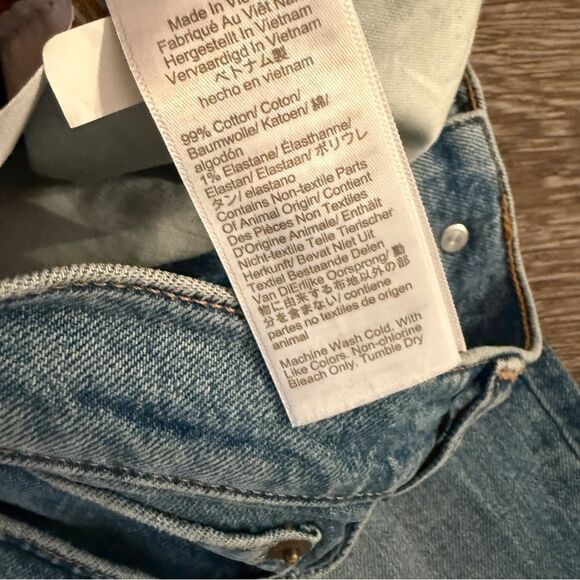 Made In Vietnam
Fabriqué Au Viêt Nam
Hergestellt In Vietnam
Vervaardigd In Vietnam
ベトナム製
hecho en vietnam
99% Cotton/ Coton/
Baumwolle/ Katoen/ 綿/
algodón
1% Elastane/ Élasthanne/
Elastan/ Elastaan/ ポリウレ
タン/ elastano
Contains Non-textile Parts
Of Animal Origin/ Contient
Des Pièces Non Textiles
D'Origine Animale/ Enthält
Nicht-textile Teile Tierischer
Herkunft/ Bevat Niet Uit
Textiel Bestaande Delen
Van DIErlijke Oorsprong/ 動
物に由来する布地以外の部
分を含まない/ contiene
partes no textiles de origen
animal
Machine Wash Cold. With
Like Colors. Non-chlorine
Bleach Only. Tumble Dry